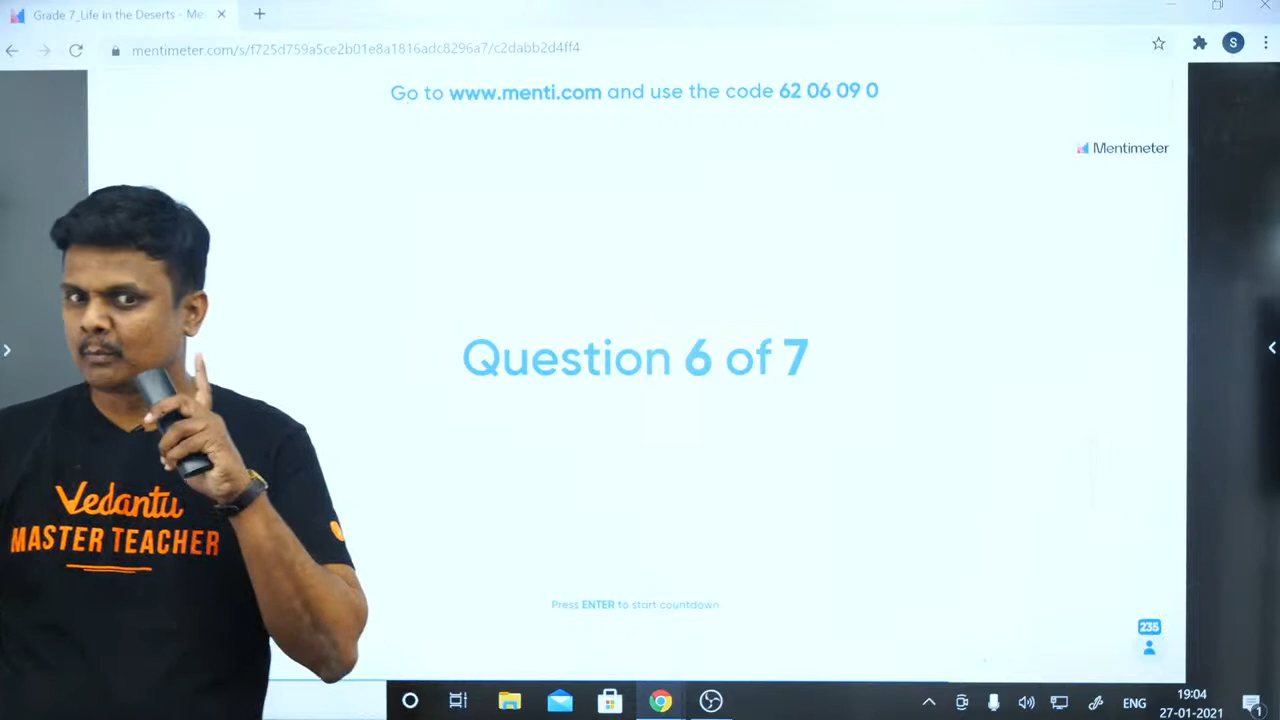 Grade 7_Life in the Deserts - Me
mentimeter.com/s/f725d759a5ce2b01e8a1816adc8296a7/c2dabb2d4ff4
S
Go to www.menti.com and use the code 62 06 09 0
Mentimeter
Question 6 of 7
Vedantu
MASTER TEACHER
Press ENTER to start countdown
235
ENG
19:04
27-01-2021
1